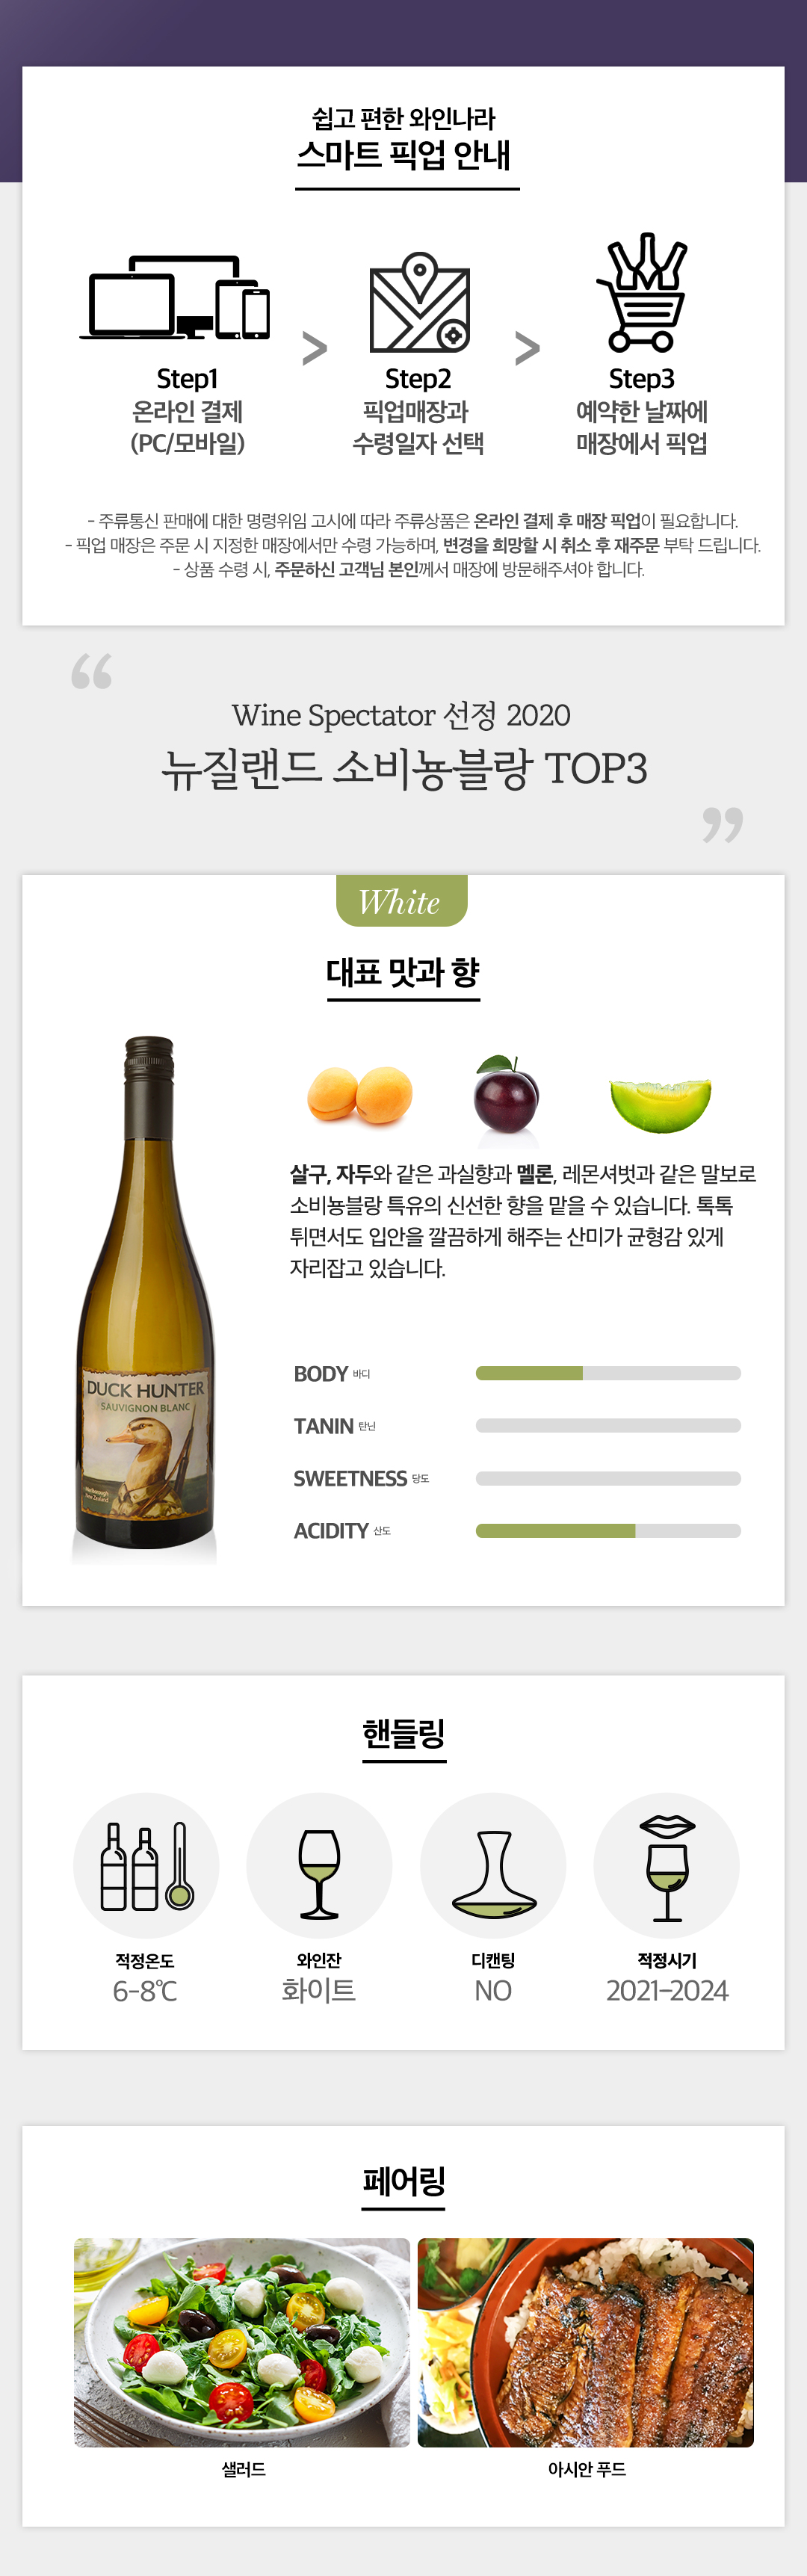 쉽고 편한 와인나라
스마트 픽업 안내
Step1
온라인 결제
(PC/모바일)
>
Step2
픽업매장과
수령일자 선택
>
Step3
예약한 날짜에
매장에서 픽업
- 주류통신 판매에 대한 명령위임 고시에 따라 주류상품은 온라인 결제 후 매장 픽업이 필요합니다.
- 픽업 매장은 주문 시 지정한 매장에서만 수령 가능하며, 변경을 희망할 시 취소 후 재주문 부탁 드립니다.
- 상품 수령 시, 주문하신 고객님 본인께서 매장에 방문해주셔야 합니다.
“
Wine Spectator 선정 2020
뉴질랜드 소비뇽블랑 TOP3
”
White
대표 맛과 향
살구, 자두와 같은 과실향과 멜론, 레몬셔벗과 같은 말보로
소비뇽블랑 특유의 신선한 향을 맡을 수 있습니다. 톡톡
튀면서도 입안을 깔끔하게 해주는 산미가 균형감 있게
자리잡고 있습니다.
DUCK HUNTER
SAUVIGNON BLANC
Marlborough
New Zealand
BODY 바디
TANIN 탄닌
SWEETNESS 당도
ACIDITY 산도
핸들링
적정온도
6-8℃
와인잔
화이트
디캔팅
NO
적정시기
2021-2024
페어링
샐러드
아시안 푸드